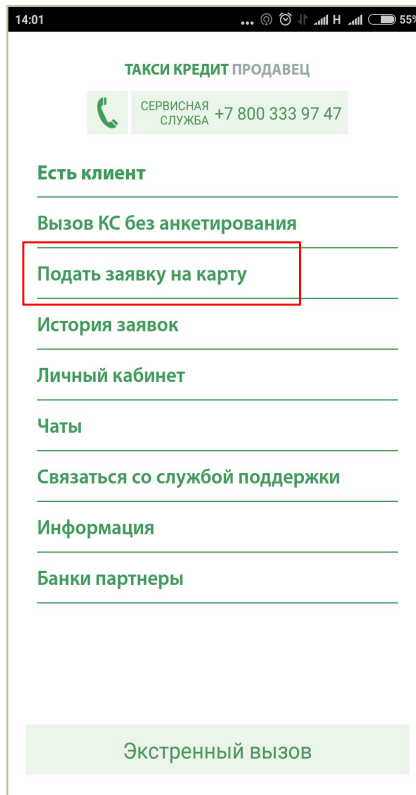 14:01 ... H 55%
ТАКСИ КРЕДИТ ПРОДАВЕЦ
СЕРВИСНАЯ
СЛУЖБА +7 800 333 97 47
Есть клиент
Вызов КС без анкетирования
Подать заявку на карту
История заявок
Личный кабинет
Чаты
Связаться со службой поддержки
Информация
Банки партнеры
Экстренный вызов